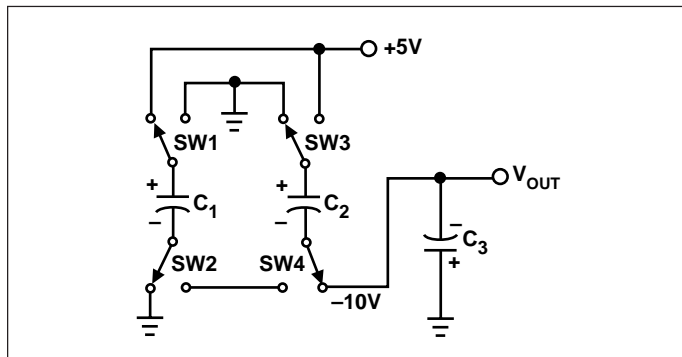 +5V
SW1 SW3
+ +
C1 C2
– –
SW2 SW4
VOUT
–
C3
+
–10V